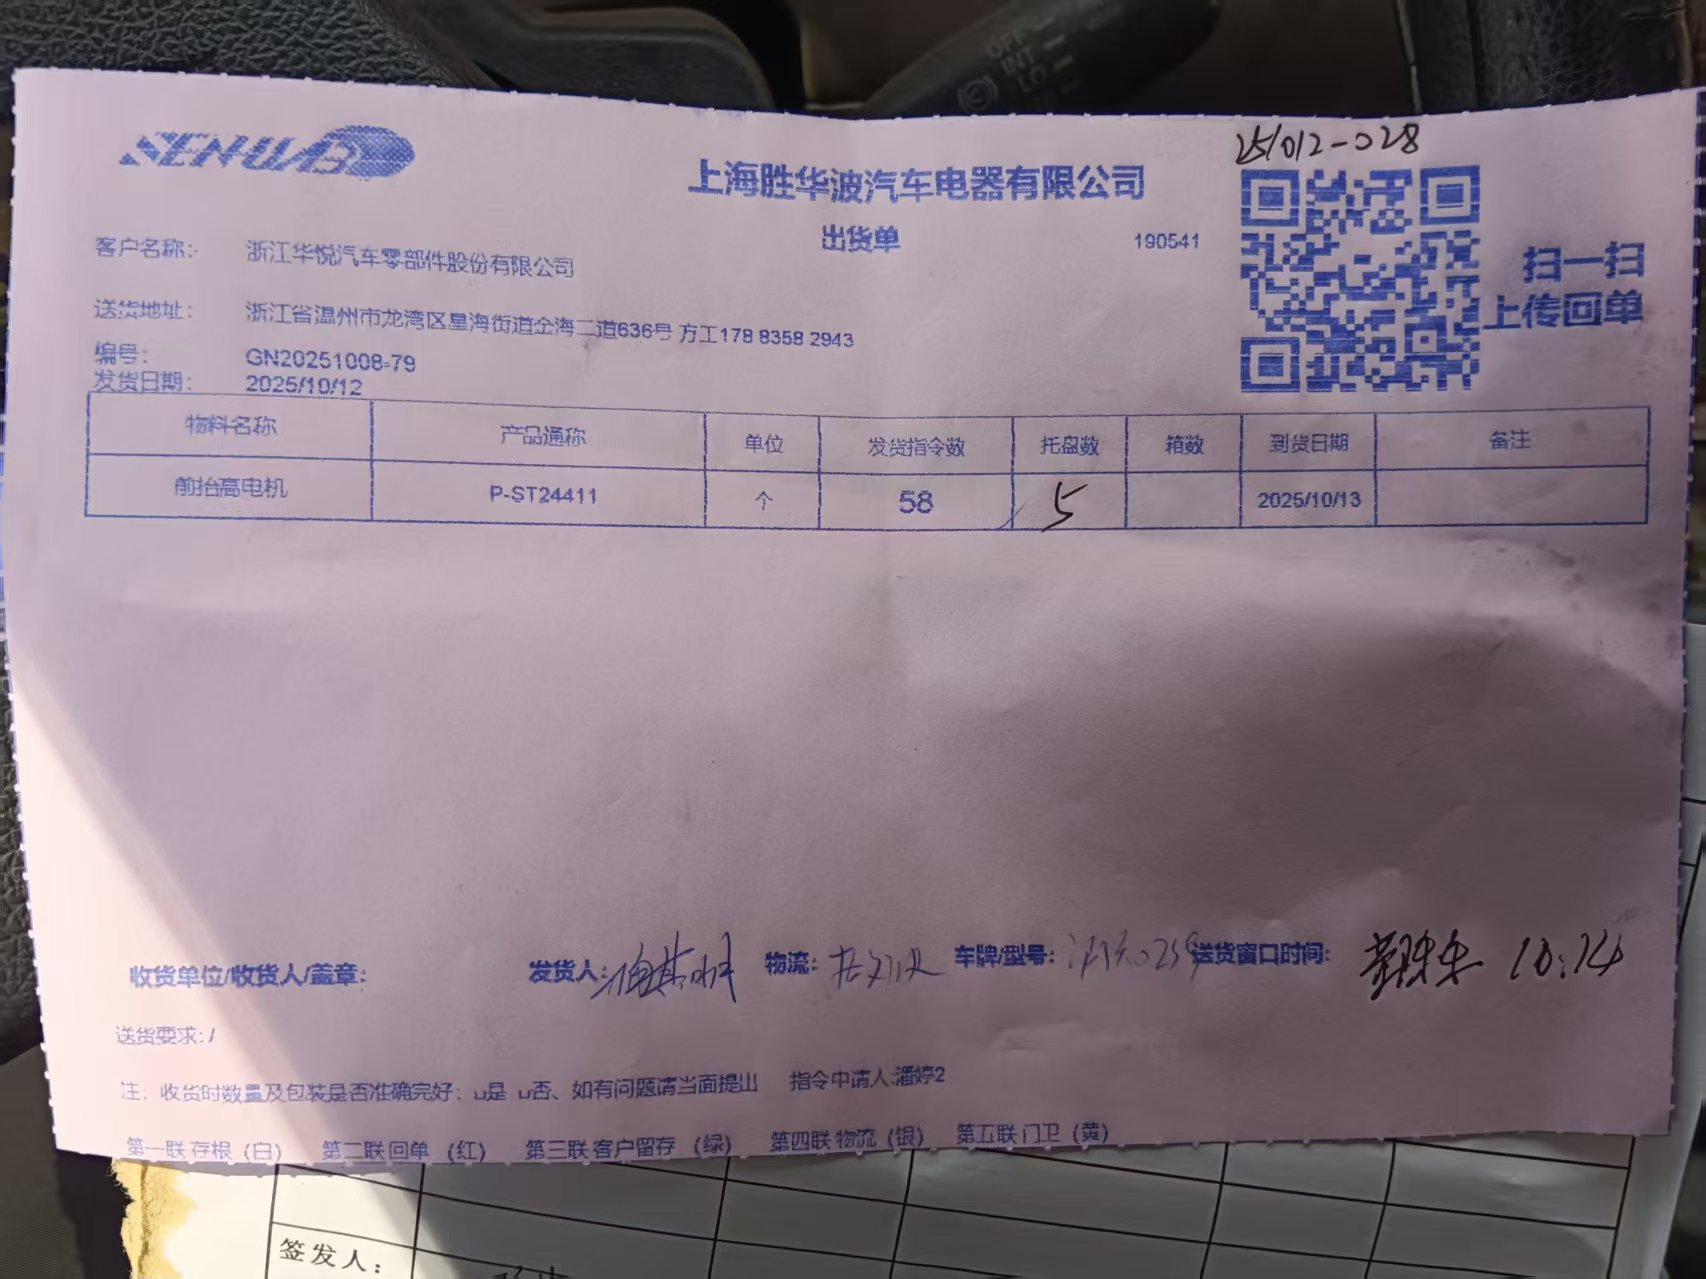 OFF
INT
LO
25/012-028
SENWAB
上海胜华波汽车电器有限公司
出货单
190541
扫一扫
上传回单
客户名称: 浙江华悦汽车零部件股份有限公司
送货地址: 浙江省温州市龙湾区星海街道金海二道636号 方工178 8358 2943
编号: GN20251008-79
发货日期: 2025/10/12
物料名称 产品通称 单位 发货指令数 托盘数 箱数 到货日期 备注
前抬高电机 P-ST24411 个 58 5 2025/10/13
收货单位/收货人/盖章: 发货人: 物流: 车牌/型号: 送货窗口时间: 10:14
送货要求:/
注: 收货时数量及包装是否准确完好: u是 u否、如有问题请当面提出 指令申请人:潘婷2
第一联 存根 (白) 第二联 回单 (红) 第三联 客户留存 (绿) 第四联 物流 (银) 第五联 门卫 (黄)
签发人: